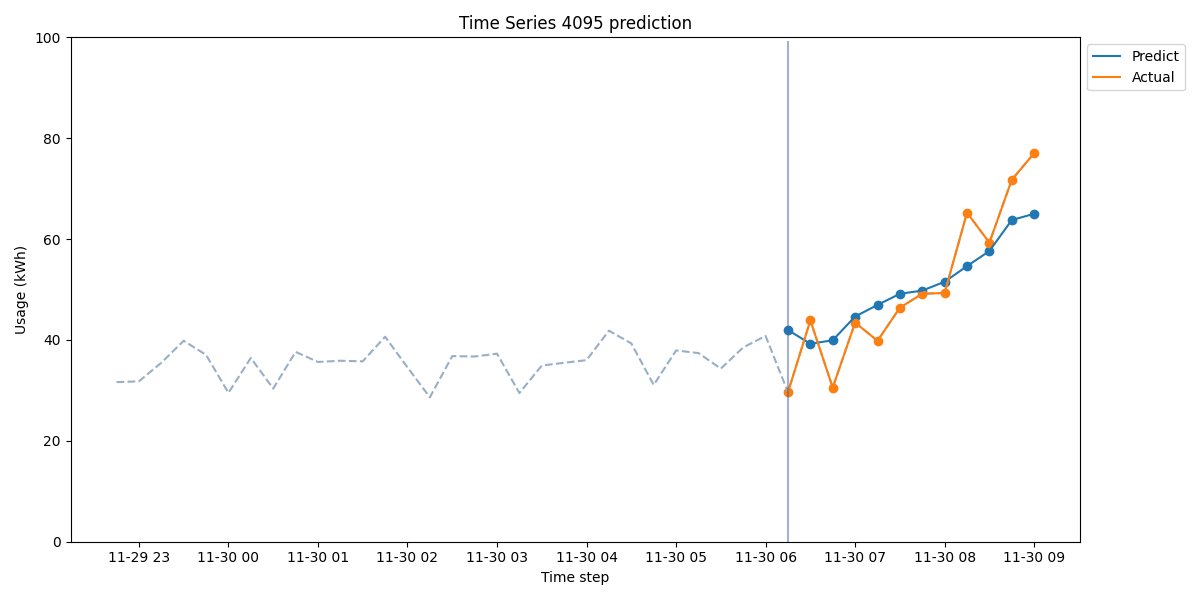 Time Series 4095 prediction
Predict
Actual
Usage (kWh)
100
80
60
40
20
0
11-29 23 11-30 00 11-30 01 11-30 02 11-30 03 11-30 04 11-30 05 11-30 06 11-30 07 11-30 08 11-30 09
Time step